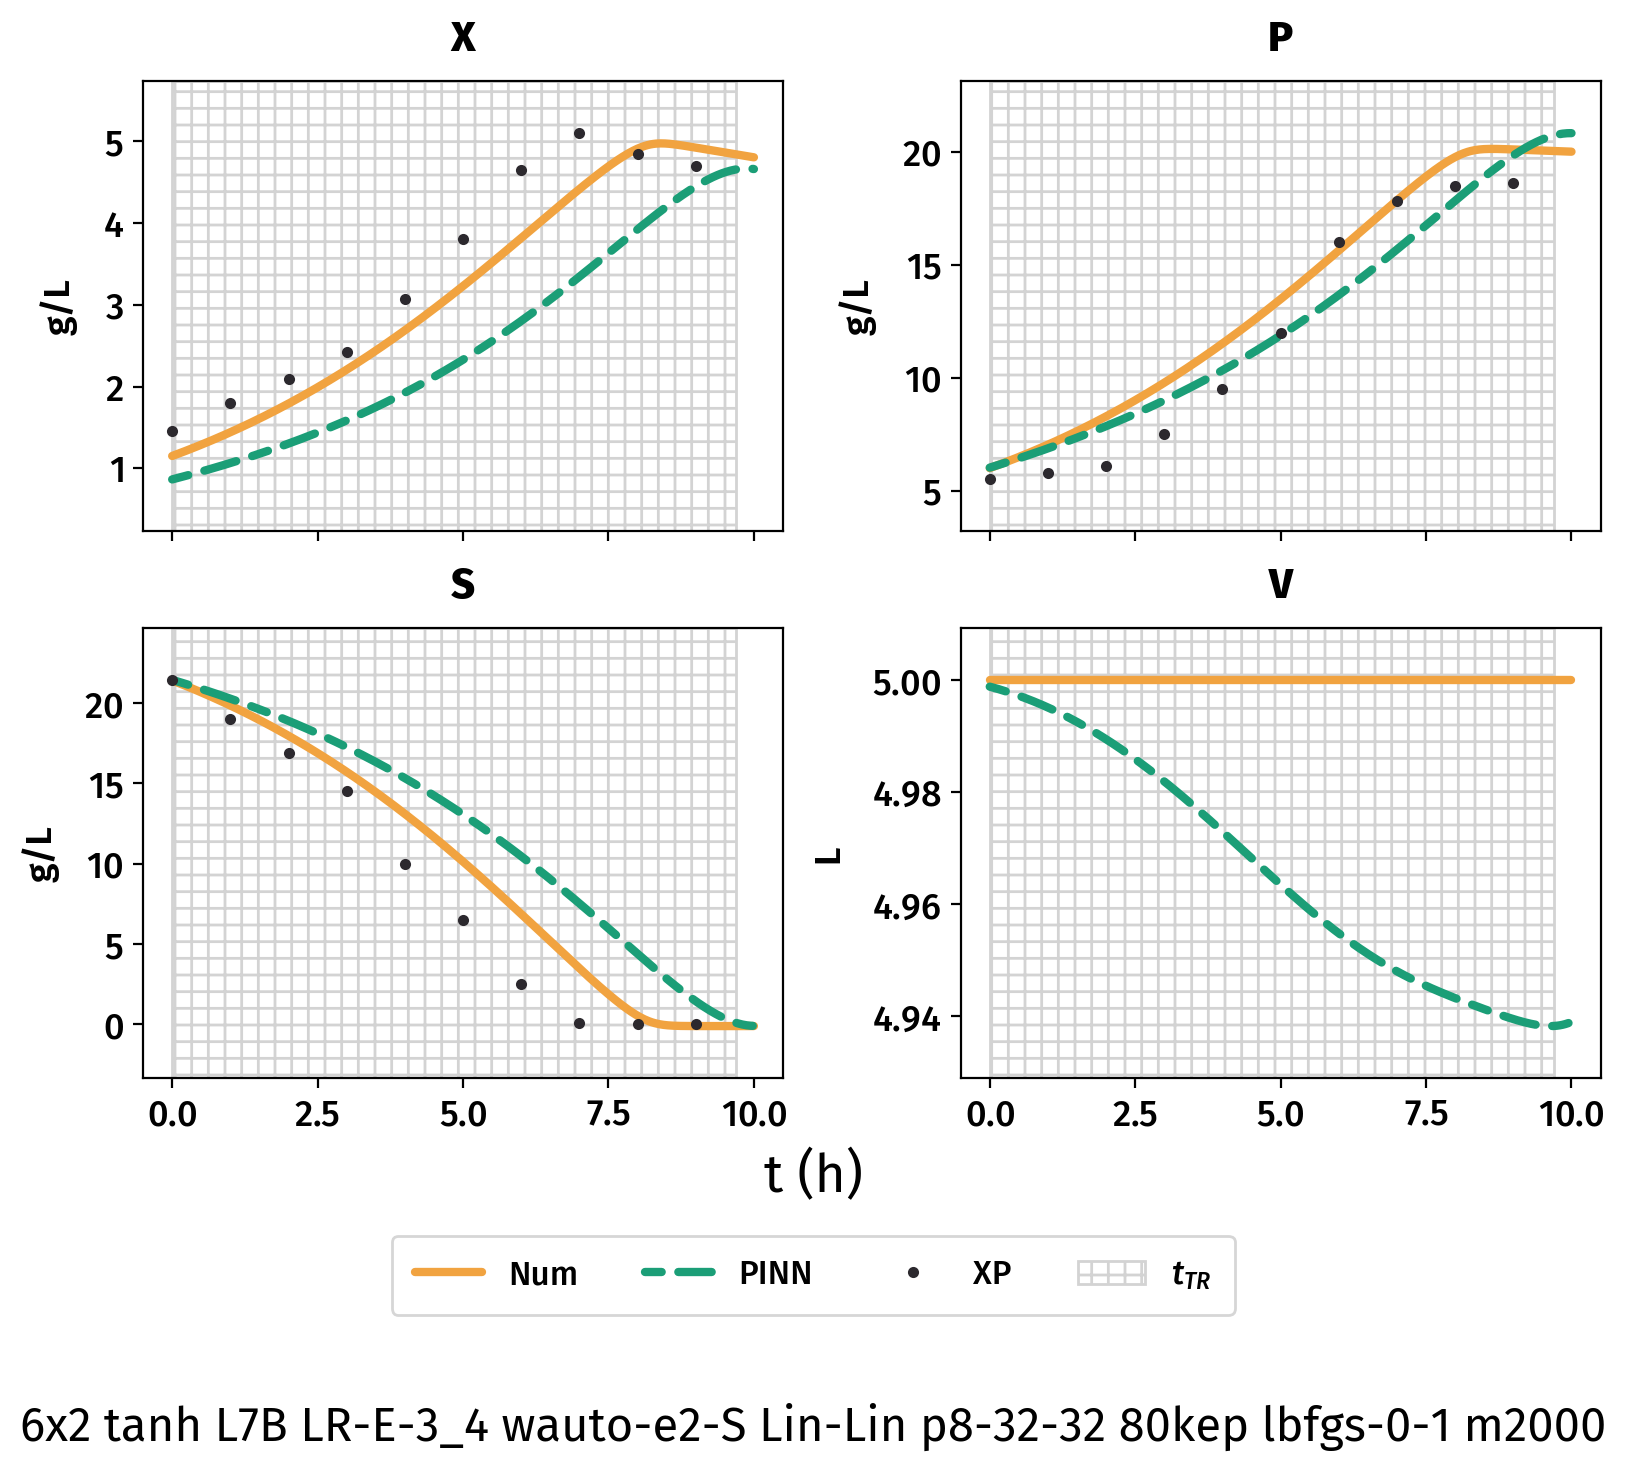 X
P
5
4
3
2
1
g/L
20
15
10
5
g/L
S
V
20
15
10
5
0
g/L
5.00
4.98
4.96
4.94
L
0.0 2.5 5.0 7.5 10.0
0.0 2.5 5.0 7.5 10.0
t (h)
Num PINN XP tTR
6x2 tanh L7B LR-E-3_4 wauto-e2-S Lin-Lin p8-32-32 80kep lbfgs-0-1 m2000